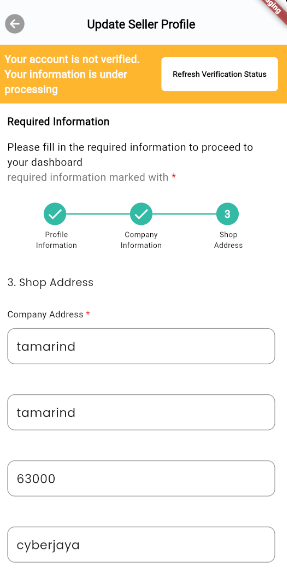 Update Seller Profile
Your account is not verified.
Your information is under
processing
Refresh Verification Status
Required Information
Please fill in the required information to proceed to
your dashboard
required information marked with *
3
Profile
Information
Company
Information
Shop
Address
3. Shop Address
Company Address *
tamarind
tamarind
63000
cyberjaya